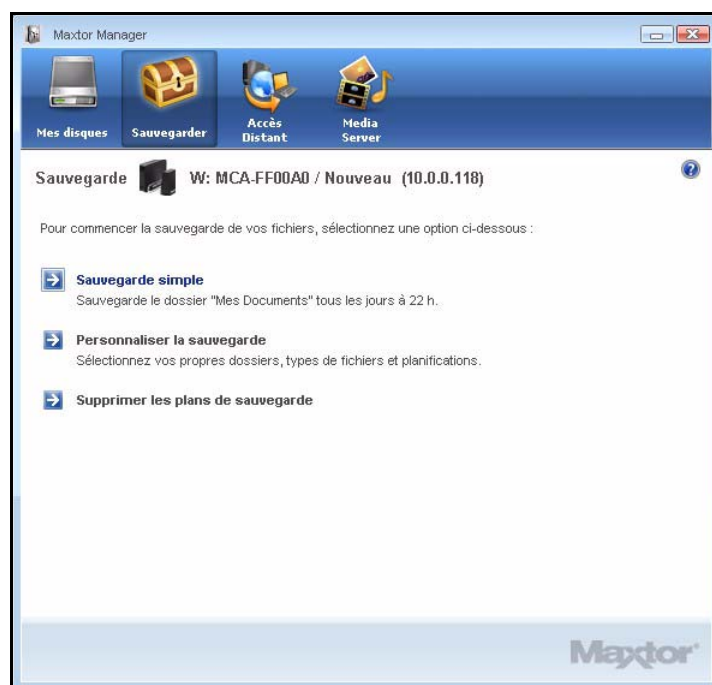 Maxtor Manager
Mes disques
Sauvegarder
Accès
Distant
Media
Server
Sauvegarde W: MCA-FF00A0 / Nouveau (10.0.0.118)
Pour commencer la sauvegarde de vos fichiers, sélectionnez une option ci-dessous :
Sauvegarde simple
Sauvegarde le dossier "Mes Documents" tous les jours à 22 h.
Personnaliser la sauvegarde
Sélectionnez vos propres dossiers, types de fichiers et planifications.
Supprimer les plans de sauvegarde
Maxtor